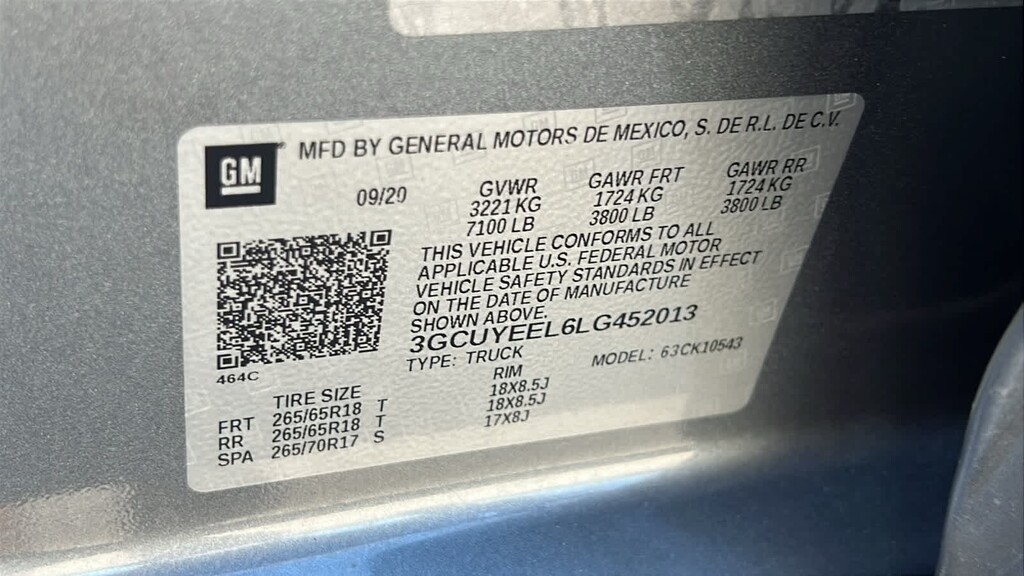 GM
MFD BY GENERAL MOTORS DE MEXICO, S. DE R.L. DE C.V.
09/20 GVWR GAWR FRT GAWR RR
3221 KG 1724 KG 1724 KG
7100 LB 3800 LB 3800 LB
THIS VEHICLE CONFORMS TO ALL
APPLICABLE U.S. FEDERAL MOTOR
VEHICLE SAFETY STANDARDS IN EFFECT
ON THE DATE OF MANUFACTURE
SHOWN ABOVE.
3GCUYEEL6LG452013
464C TYPE: TRUCK MODEL: 63CK10543
TIRE SIZE RIM
FRT 265/65R18 T 18X8.5J
RR 265/65R18 T 18X8.5J
SPA 265/70R17 S 17X8J